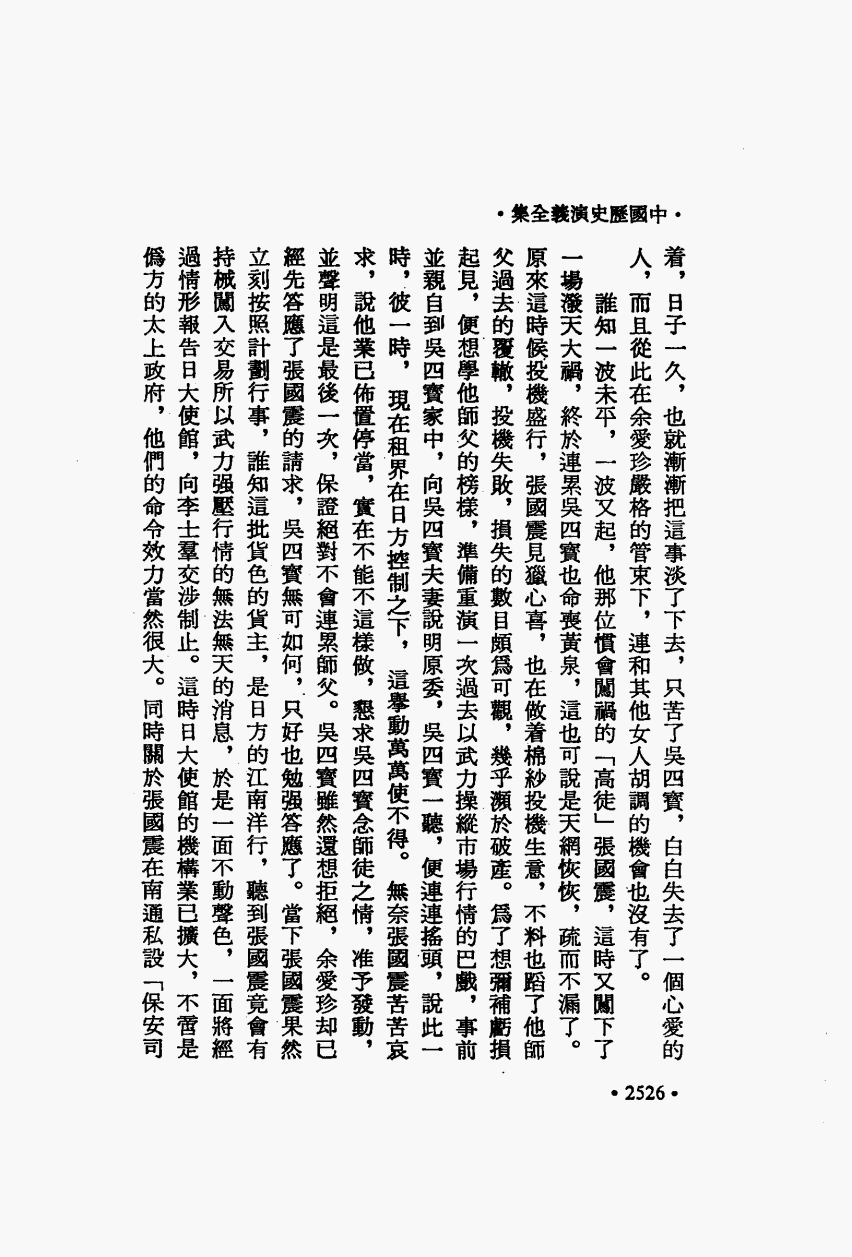 •中國歷史演義全集•
着，日子一久，也就漸漸把這事淡了下去，只苦了吳四寶，白白失去了一個心愛的
人，而且從此在余愛珍嚴格的管束下，連和其他女人胡調的機會也沒有了。
誰知一波未平，一波又起，他那位慣會闖禍的「高徒」張國震，這時又闖下了
一場潑天大禍，終於連累吳四寶也命喪黃泉，這也可說是天網恢恢，疏而不漏了。
原來這時候投機盛行，張國震見獵心喜，也在做着棉紗投機生意，不料也蹈了他師
父過去的覆轍，投機失敗，損失的數目頗爲可觀，幾乎瀕於破產。爲了想彌補虧損
起見，便想學他師父的榜樣，準備重演一次過去以武力操縱市場行情的巴戲，事前
並親自到吳四寶家中，向吳四寶夫妻說明原委，吳四寶一聽，便連連搖頭，說此一
時，彼一時，現在租界在日方控制之下，這舉動萬萬使不得。無奈張國震苦苦哀
求，說他業已佈置停當，實在不能不這樣做，懇求吳四寶念師徒之情，准予發動，
並聲明這是最後一次，保證絕對不會連累師父。吳四寶雖然還想拒絕，余愛珍却已
經先答應了張國震的請求，吳四寶無可如何，只好也勉强答應了。當下張國震果然
立刻按照計劃行事，誰知這批貨色的貨主，是日方的江南洋行，聽到張國震竟會有
持械闖入交易所以武力强壓行情的無法無天的消息，於是一面不動聲色，一面將經
過情形報告日大使館，向李士羣交涉制止。這時日大使館的機構業已擴大，不啻是
僞方的太上政府，他們的命令效力當然很大。同時關於張國震在南通私設「保安司
•2526•